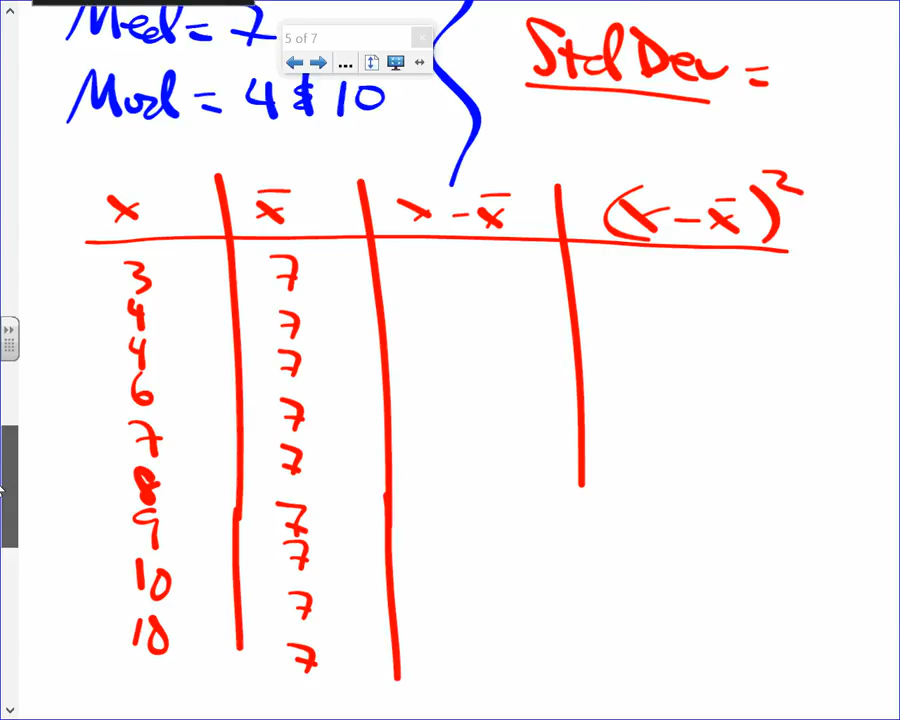 Med = 7
5 of 7
Mod = 4 & 10
Std Dev =
x x̄ x - x̄ (x - x̄)²
3 7
4 7
4 7
6 7
7 7
8 7
9 7
10 7
10 7